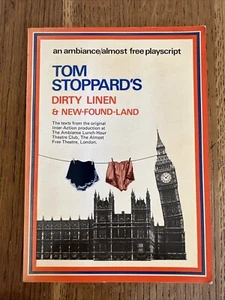 an ambiance/almost free playscript
TOM
STOPPARD'S
DIRTY LINEN
& NEW-FOUND-LAND
The texts from the original
Inter-Action production at
The Ambiance Lunch-Hour
Theatre Club, The Almost
Free Theatre, London.